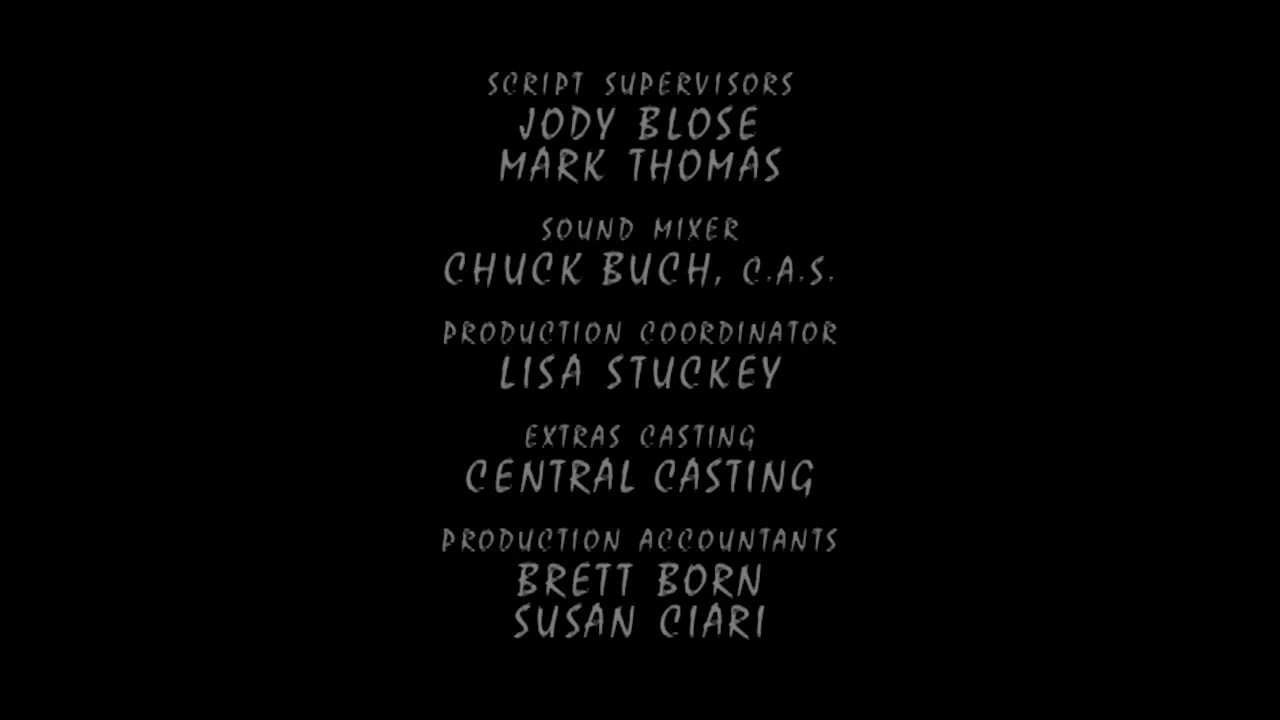 SCRIPT SUPERVISORS
JODY BLOSE
MARK THOMAS
SOUND MIXER
CHUCK BUCH, C.A.S.
PRODUCTION COORDINATOR
LISA STUCKEY
EXTRAS CASTING
CENTRAL CASTING
PRODUCTION ACCOUNTANTS
BRETT BORN
SUSAN CIARI